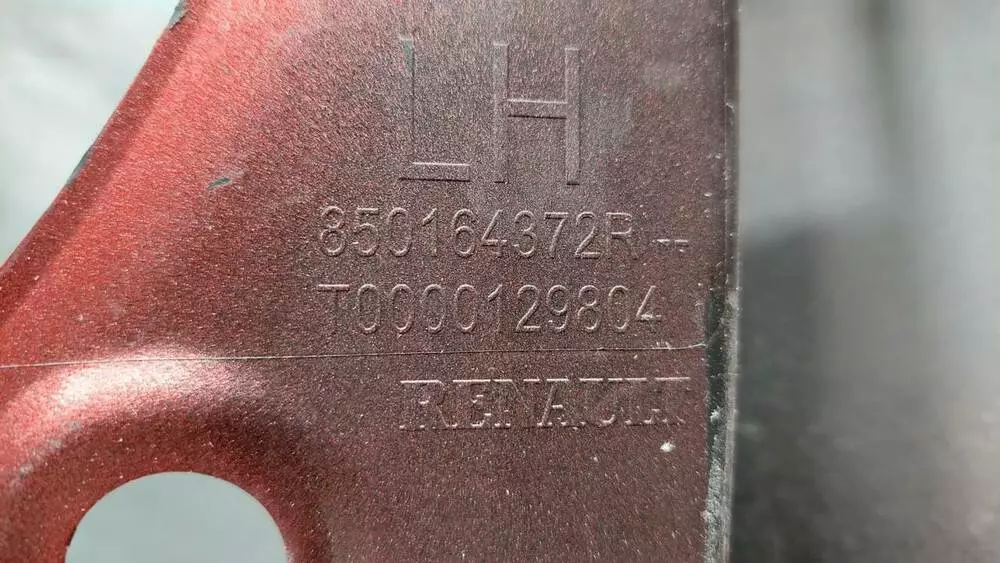 LH
850164372R--
T0000129804
RENAULT